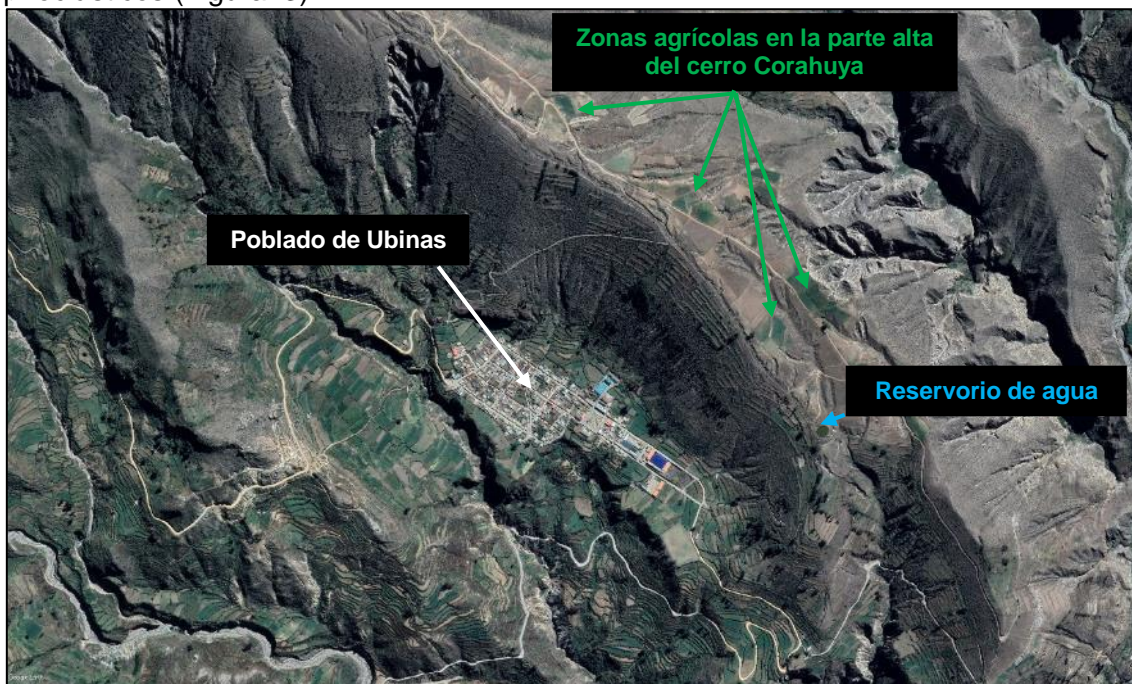 Zonas agrícolas en la parte alta
del cerro Corahuya
Poblado de Ubinas
Reservorio de agua